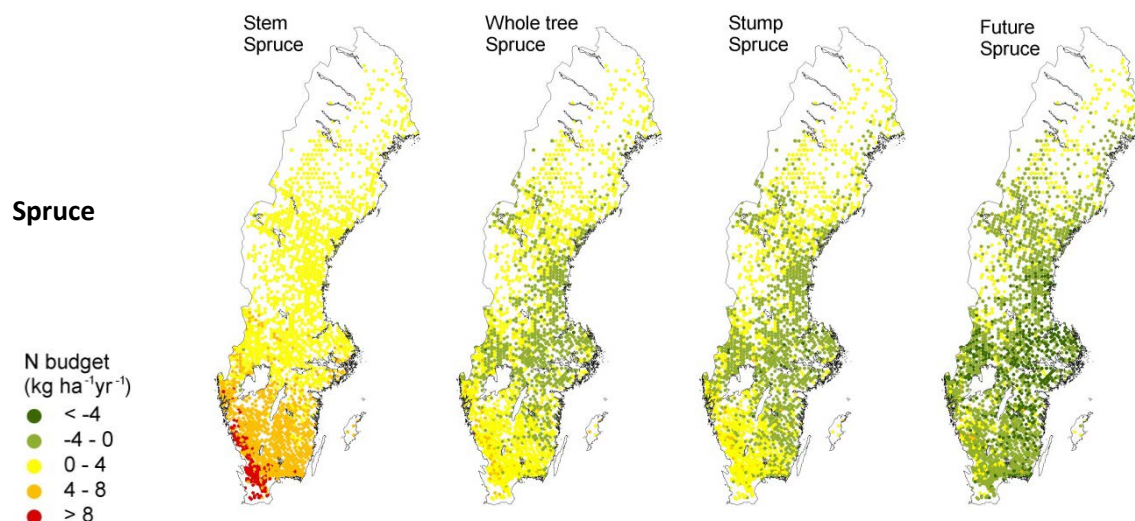 Stem
Spruce
Whole tree
Spruce
Stump
Spruce
Future
Spruce
Spruce
N budget
(kg ha⁻¹yr⁻¹)
< -4
-4 - 0
0 - 4
4 - 8
> 8